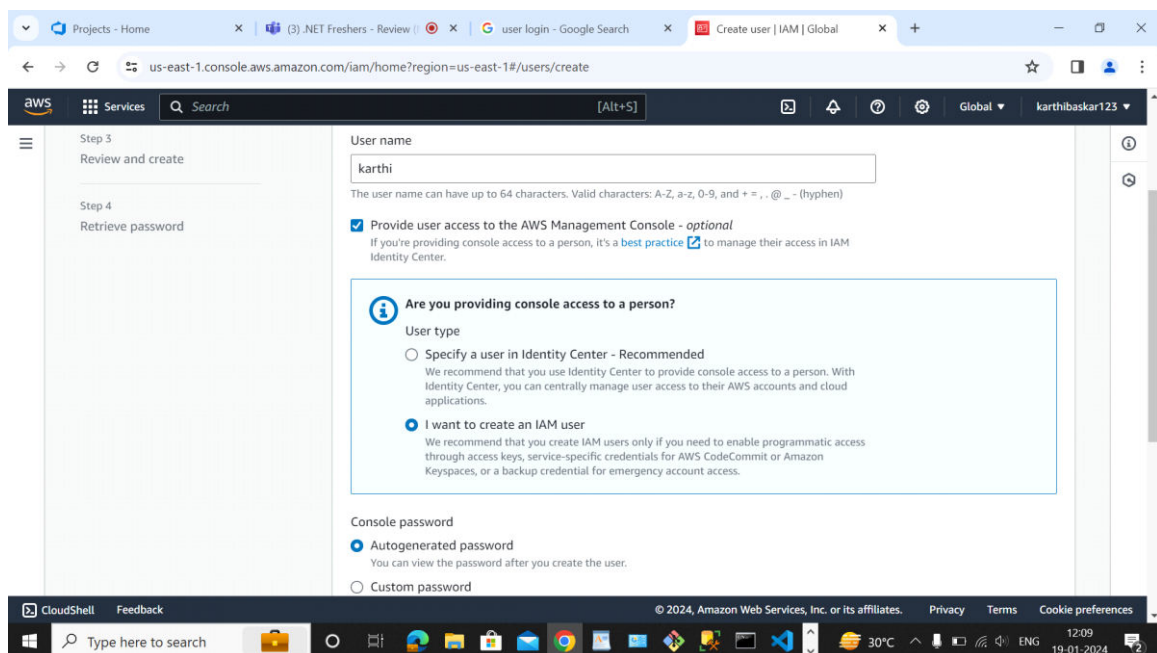 Projects - Home
(3) .NET Freshers - Review (
user login - Google Search
Create user | IAM | Global
us-east-1.console.aws.amazon.com/iam/home?region=us-east-1#/users/create
aws
Services
Search
[Alt+S]
Global
karthibaskar123
Step 3
Review and create
Step 4
Retrieve password
User name
karthi
The user name can have up to 64 characters. Valid characters: A-Z, a-z, 0-9, and + = , . @ _ - (hyphen)
Provide user access to the AWS Management Console - optional
If you're providing console access to a person, it's a best practice to manage their access in IAM
Identity Center.
Are you providing console access to a person?
User type
Specify a user in Identity Center - Recommended
We recommend that you use Identity Center to provide console access to a person. With
Identity Center, you can centrally manage user access to their AWS accounts and cloud
applications.
I want to create an IAM user
We recommend that you create IAM users only if you need to enable programmatic access
through access keys, service-specific credentials for AWS CodeCommit or Amazon
Keyspaces, or a backup credential for emergency account access.
Console password
Autogenerated password
You can view the password after you create the user.
Custom password
CloudShell Feedback
© 2024, Amazon Web Services, Inc. or its affiliates. Privacy Terms Cookie preferences
Type here to search
30°C
ENG
12:09
19-01-2024
2